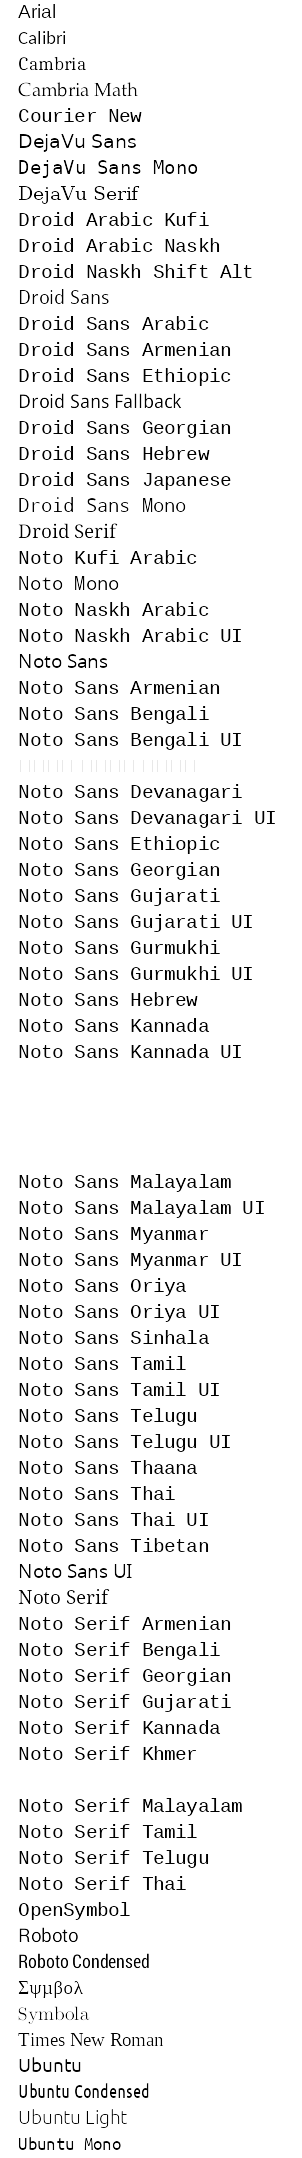 Arial
Calibri
Cambria
Cambria Math
Courier New
DejaVu Sans
DejaVu Sans Mono
DejaVu Serif
Droid Arabic Kufi
Droid Arabic Naskh
Droid Naskh Shift Alt
Droid Sans
Droid Sans Arabic
Droid Sans Armenian
Droid Sans Ethiopic
Droid Sans Fallback
Droid Sans Georgian
Droid Sans Hebrew
Droid Sans Japanese
Droid Sans Mono
Droid Serif
Noto Kufi Arabic
Noto Mono
Noto Naskh Arabic
Noto Naskh Arabic UI
Noto Sans
Noto Sans Armenian
Noto Sans Bengali
Noto Sans Bengali UI
Noto Sans Devanagari
Noto Sans Devanagari UI
Noto Sans Ethiopic
Noto Sans Georgian
Noto Sans Gujarati
Noto Sans Gujarati UI
Noto Sans Gurmukhi
Noto Sans Gurmukhi UI
Noto Sans Hebrew
Noto Sans Kannada
Noto Sans Kannada UI
Noto Sans Malayalam
Noto Sans Malayalam UI
Noto Sans Myanmar
Noto Sans Myanmar UI
Noto Sans Oriya
Noto Sans Oriya UI
Noto Sans Sinhala
Noto Sans Tamil
Noto Sans Tamil UI
Noto Sans Telugu
Noto Sans Telugu UI
Noto Sans Thaana
Noto Sans Thai
Noto Sans Thai UI
Noto Sans Tibetan
Noto Sans UI
Noto Serif
Noto Serif Armenian
Noto Serif Bengali
Noto Serif Georgian
Noto Serif Gujarati
Noto Serif Kannada
Noto Serif Khmer
Noto Serif Malayalam
Noto Serif Tamil
Noto Serif Telugu
Noto Serif Thai
OpenSymbol
Roboto
Roboto Condensed
Σψμβολ
Symbola
Times New Roman
Ubuntu
Ubuntu Condensed
Ubuntu Light
Ubuntu Mono